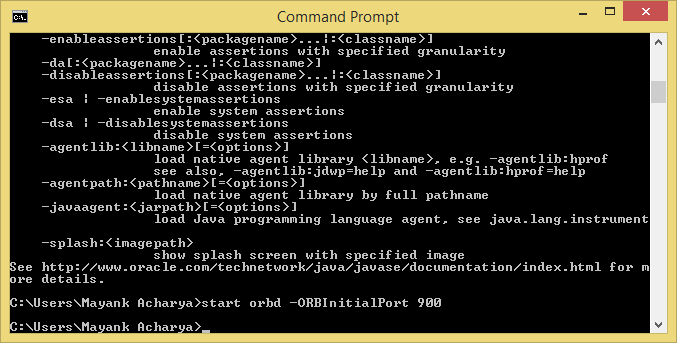 Command Prompt
-enableassertions[:<packagename>...¦:<classname>]
enable assertions with specified granularity
-da[:<packagename>...¦:<classname>]
-disableassertions[:<packagename>...¦:<classname>]
disable assertions with specified granularity
-esa ¦ -enablesystemassertions
enable system assertions
-dsa ¦ -disablesystemassertions
disable system assertions
-agentlib:<libname>[=<options>]
load native agent library <libname>, e.g. -agentlib:hprof
see also, -agentlib:jdwp=help and -agentlib:hprof=help
-agentpath:<pathname>[=<options>]
load native agent library by full pathname
-javaagent:<jarpath>[=<options>]
load Java programming language agent, see java.lang.instrument
-splash:<imagepath>
show splash screen with specified image
See http://www.oracle.com/technetwork/java/javase/documentation/index.html for m
ore details.
C:\Users\Mayank Acharya>start orbd -ORBInitialPort 900
C:\Users\Mayank Acharya>_